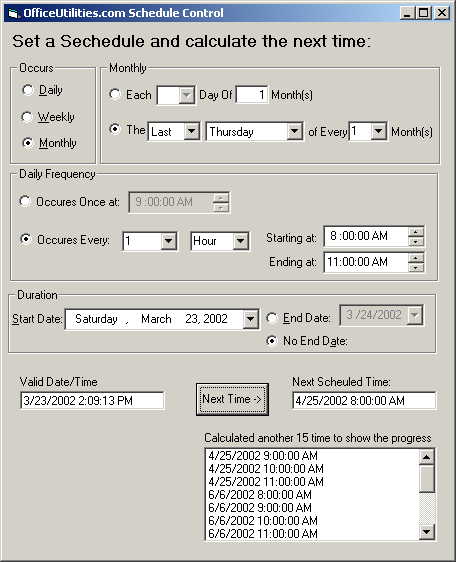 OfficeUtilities.com Schedule Control
Set a Sechedule and calculate the next time:
Occurs
Daily
Weekly
Monthly
Monthly
Each Day Of 1 Month(s)
The Last Thursday of Every 1 Month(s)
Daily Frequency
Occures Once at: 9 :00:00 AM
Occures Every: 1 Hour
Starting at: 8 :00:00 AM
Ending at: 11:00:00 AM
Duration
Start Date: Saturday , March 23, 2002
End Date: 3 /24/2002
No End Date:
Valid Date/Time
3/23/2002 2:09:13 PM
Next Time ->
Next Scheuled Time:
4/25/2002 8:00:00 AM
Calculated another 15 time to show the progress
4/25/2002 9:00:00 AM
4/25/2002 10:00:00 AM
4/25/2002 11:00:00 AM
6/6/2002 8:00:00 AM
6/6/2002 9:00:00 AM
6/6/2002 10:00:00 AM
6/6/2002 11:00:00 AM